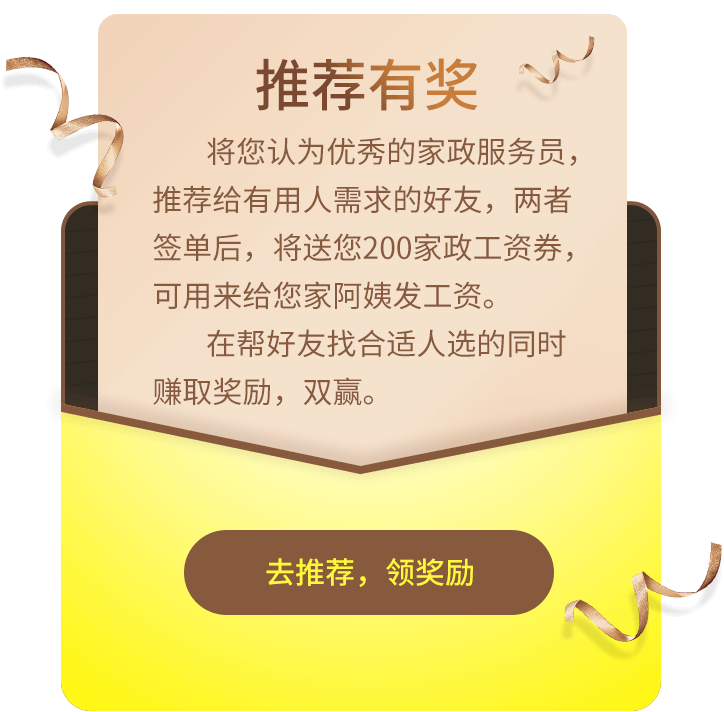 推荐有奖
将您认为优秀的家政服务员，
推荐给有用人需求的好友，两者
签单后，将送您200家政工资券，
可用来给您家阿姨发工资。
在帮好友找合适人选的同时
赚取奖励，双赢。
去推荐，领奖励